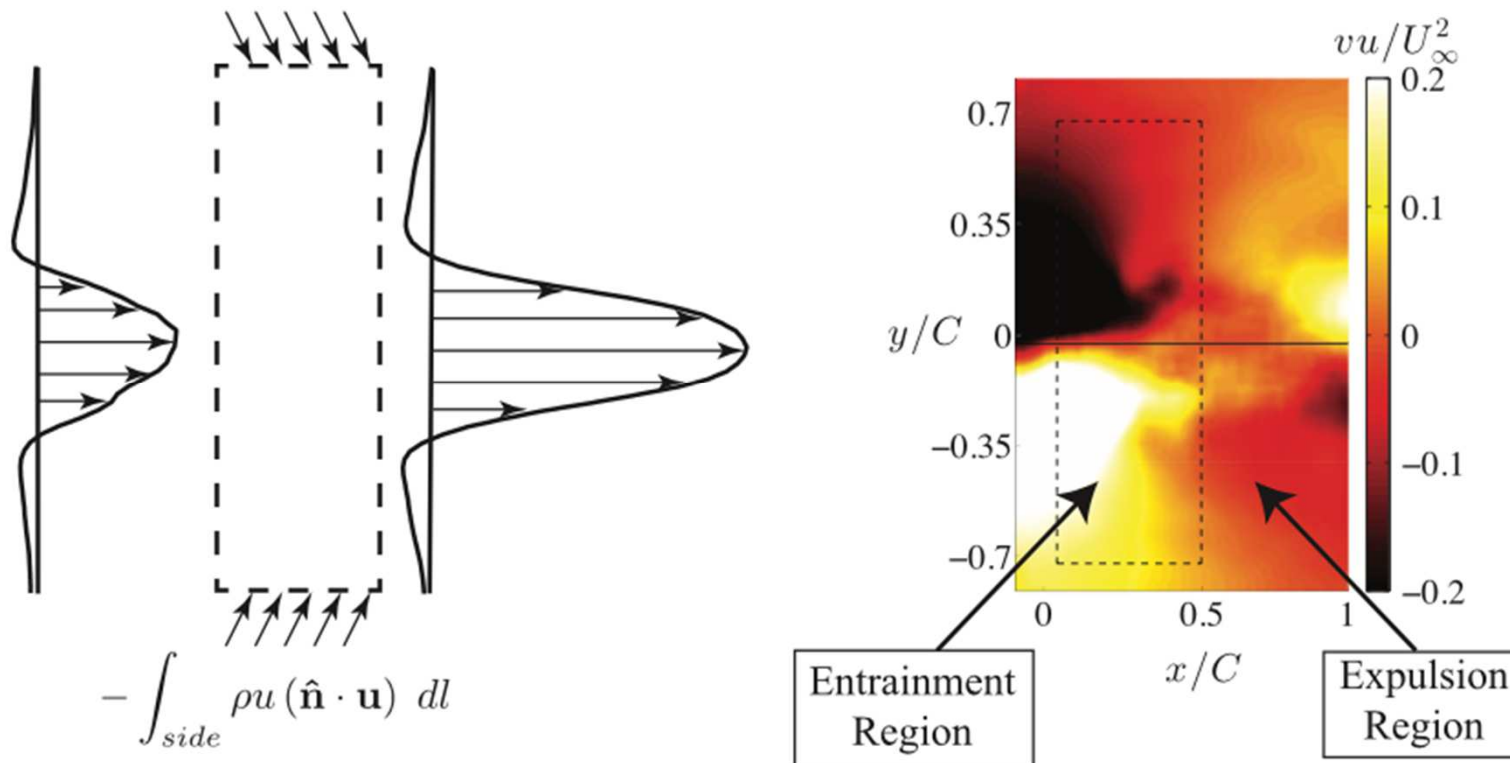 − ∫_{side} ρu (n̂ · u) dl
vu/U²_∞
0.7
0.35
0
−0.35
−0.7
y/C
0 0.5 1
x/C
0.2
0.1
0
−0.1
−0.2
Entrainment
Region
Expulsion
Region